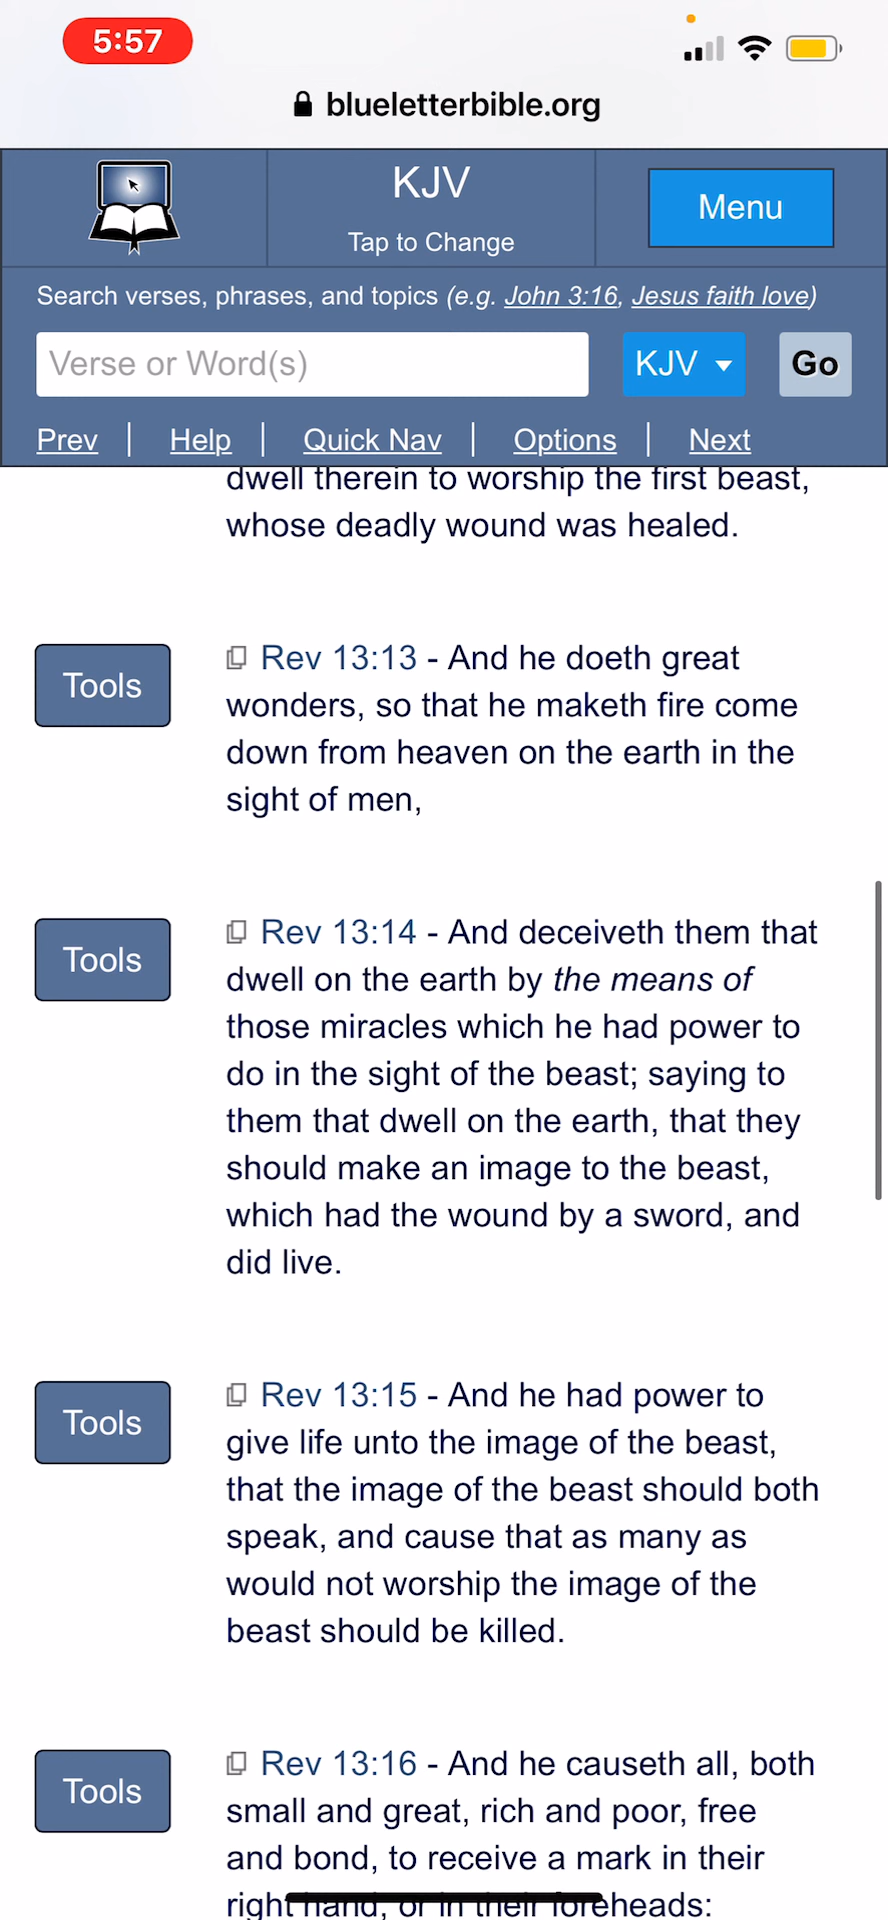 5:57
blueletterbible.org
KJV
Tap to Change
Menu
Search verses, phrases, and topics (e.g. John 3:16, Jesus faith love)
Verse or Word(s)
KJV
Go
Prev | Help | Quick Nav | Options | Next
dwell therein to worship the first beast,
whose deadly wound was healed.
Tools
Rev 13:13 - And he doeth great
wonders, so that he maketh fire come
down from heaven on the earth in the
sight of men,
Tools
Rev 13:14 - And deceiveth them that
dwell on the earth by the means of
those miracles which he had power to
do in the sight of the beast; saying to
them that dwell on the earth, that they
should make an image to the beast,
which had the wound by a sword, and
did live.
Tools
Rev 13:15 - And he had power to
give life unto the image of the beast,
that the image of the beast should both
speak, and cause that as many as
would not worship the image of the
beast should be killed.
Tools
Rev 13:16 - And he causeth all, both
small and great, rich and poor, free
and bond, to receive a mark in their
right hand, or in their foreheads: